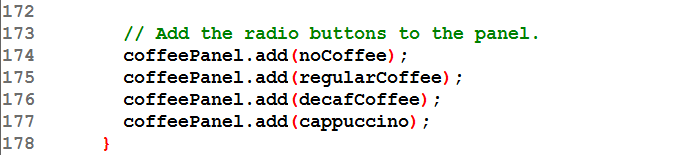 172
173 // Add the radio buttons to the panel.
174 coffeePanel.add(noCoffee);
175 coffeePanel.add(regularCoffee);
176 coffeePanel.add(decafCoffee);
177 coffeePanel.add(cappuccino);
178 }